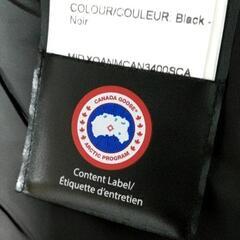 COLOUR/COULEUR: Black -
Noir
CANADA GOOSE
ARCTIC PROGRAM
Content Label/
Étiquette d'entretien